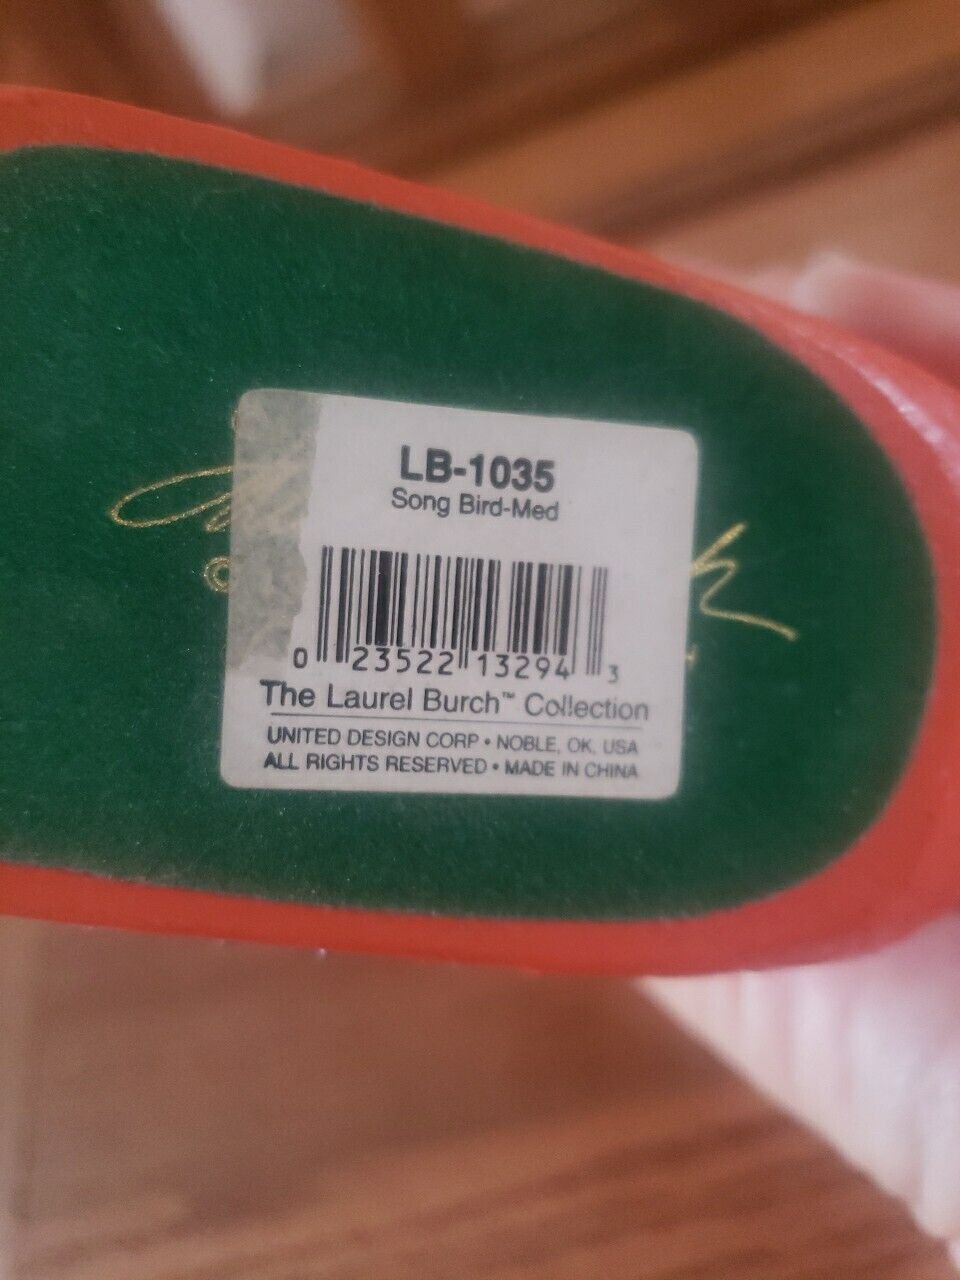 LB-1035
Song Bird-Med
0 23522 13294 3
The Laurel Burch™ Collection
UNITED DESIGN CORP • NOBLE, OK, USA
ALL RIGHTS RESERVED • MADE IN CHINA